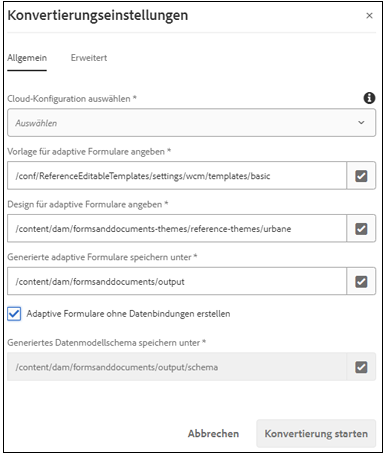 Konvertierungseinstellungen
Allgemein Erweitert
Cloud-Konfiguration auswählen *
Auswählen
Vorlage für adaptive Formulare angeben *
/conf/ReferenceEditableTemplates/settings/wcm/templates/basic
Design für adaptive Formulare angeben *
/content/dam/formsanddocuments-themes/reference-themes/urbane
Generierte adaptive Formulare speichern unter *
/content/dam/formsanddocuments/output
Adaptive Formulare ohne Datenbindungen erstellen
Generiertes Datenmodellschema speichern unter *
/content/dam/formsanddocuments/output/schema
Abbrechen Konvertierung starten